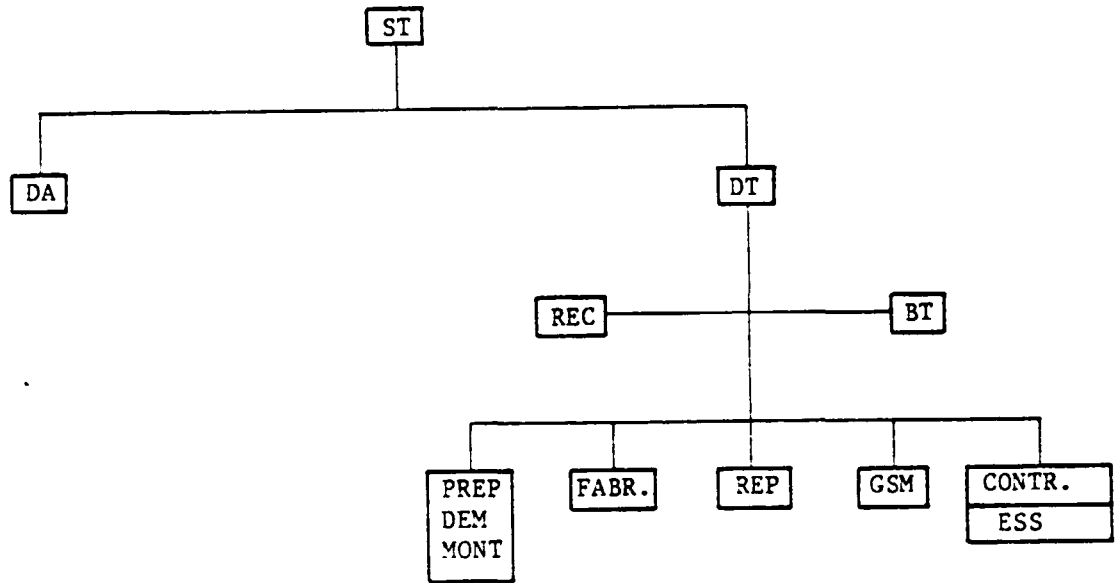 ST
DA
DT
REC
BT
PREP
DEM
MONT
FABR.
REP
GSM
CONTR.
ESS